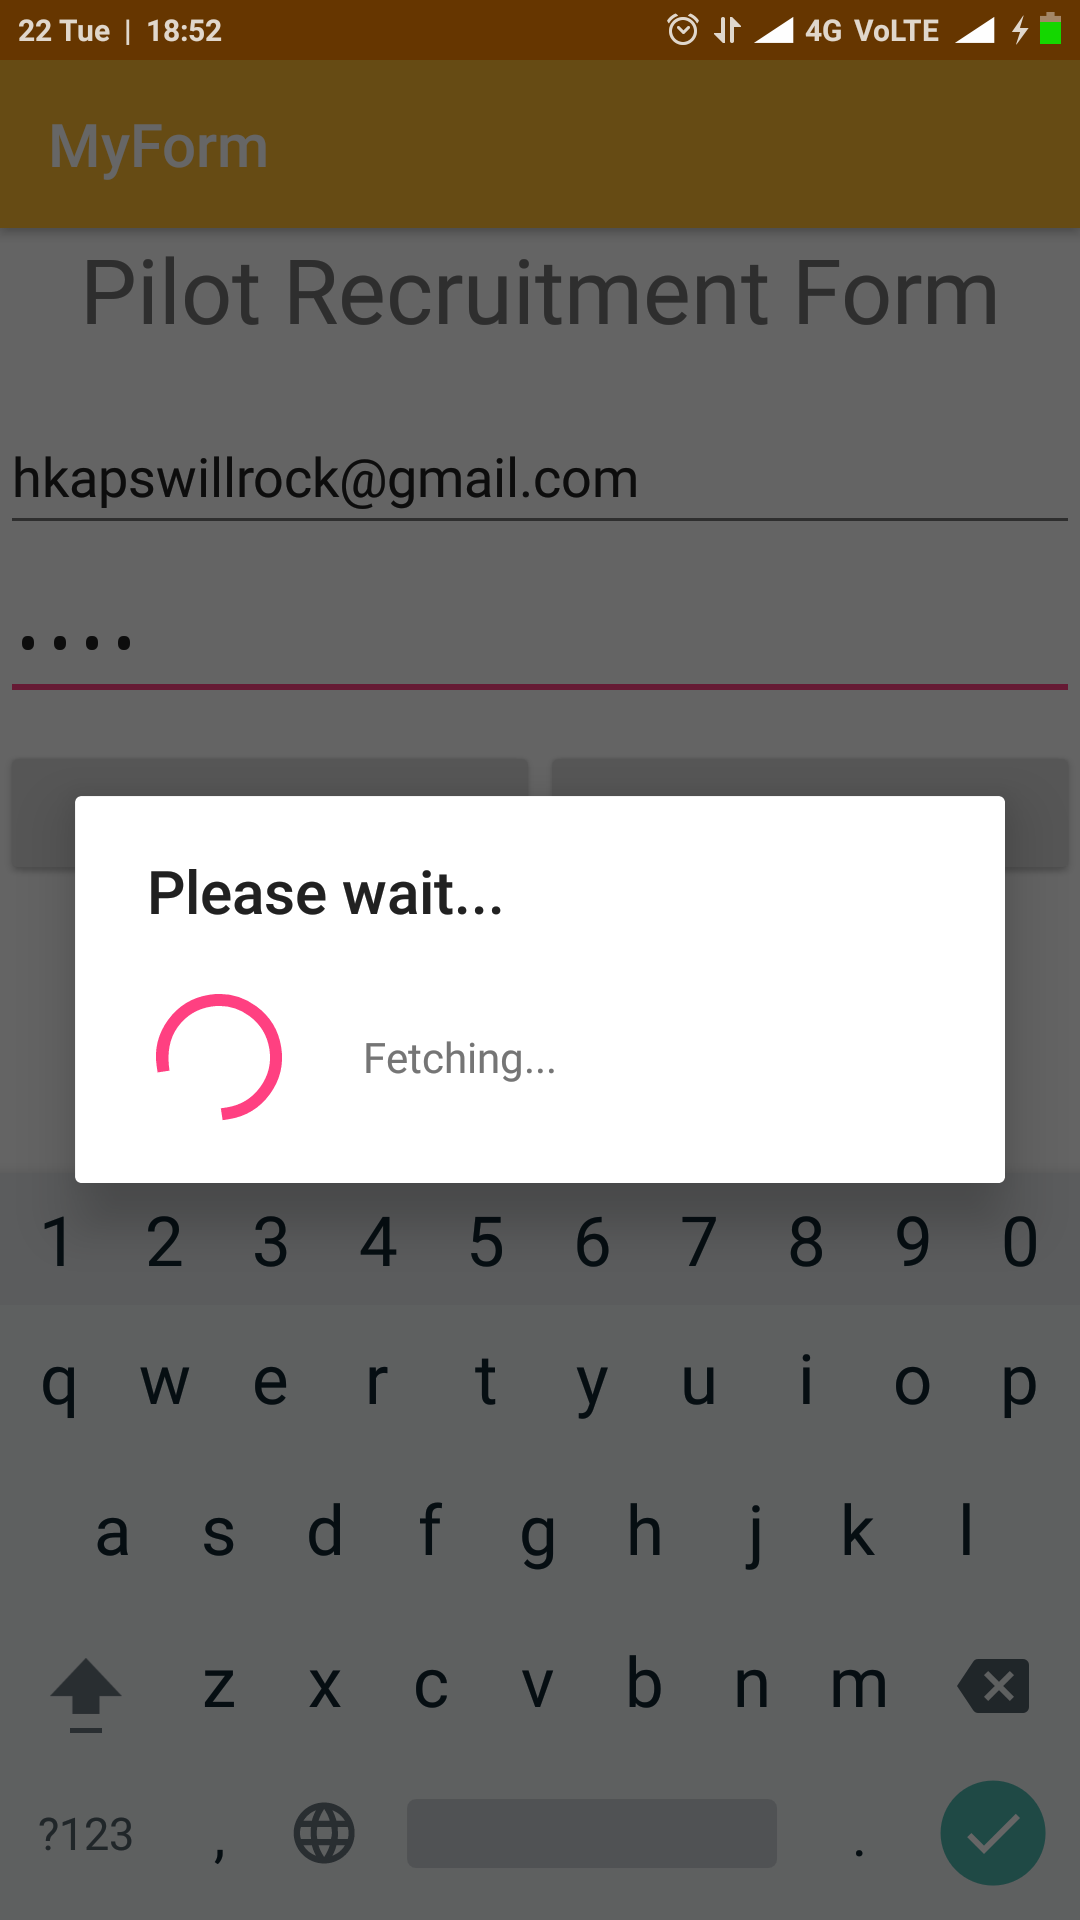 22 Tue | 18:52 4G VoLTE
MyForm
Pilot Recruitment Form
hkapswillrock@gmail.com
••••
Please wait...
Fetching...
1 2 3 4 5 6 7 8 9 0
q w e r t y u i o p
a s d f g h j k l
z x c v b n m
?123 , .